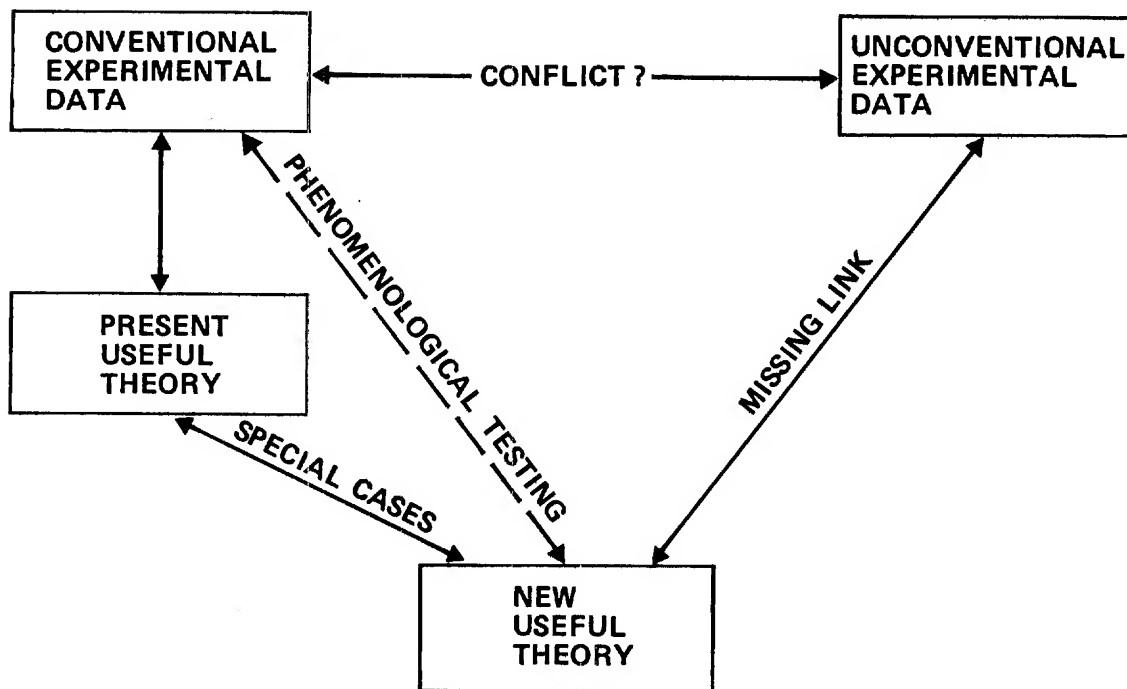 CONVENTIONAL
EXPERIMENTAL
DATA
CONFLICT ?
UNCONVENTIONAL
EXPERIMENTAL
DATA
PHENOMENOLOGICAL TESTING
MISSING LINK
PRESENT
USEFUL
THEORY
SPECIAL CASES
NEW
USEFUL
THEORY